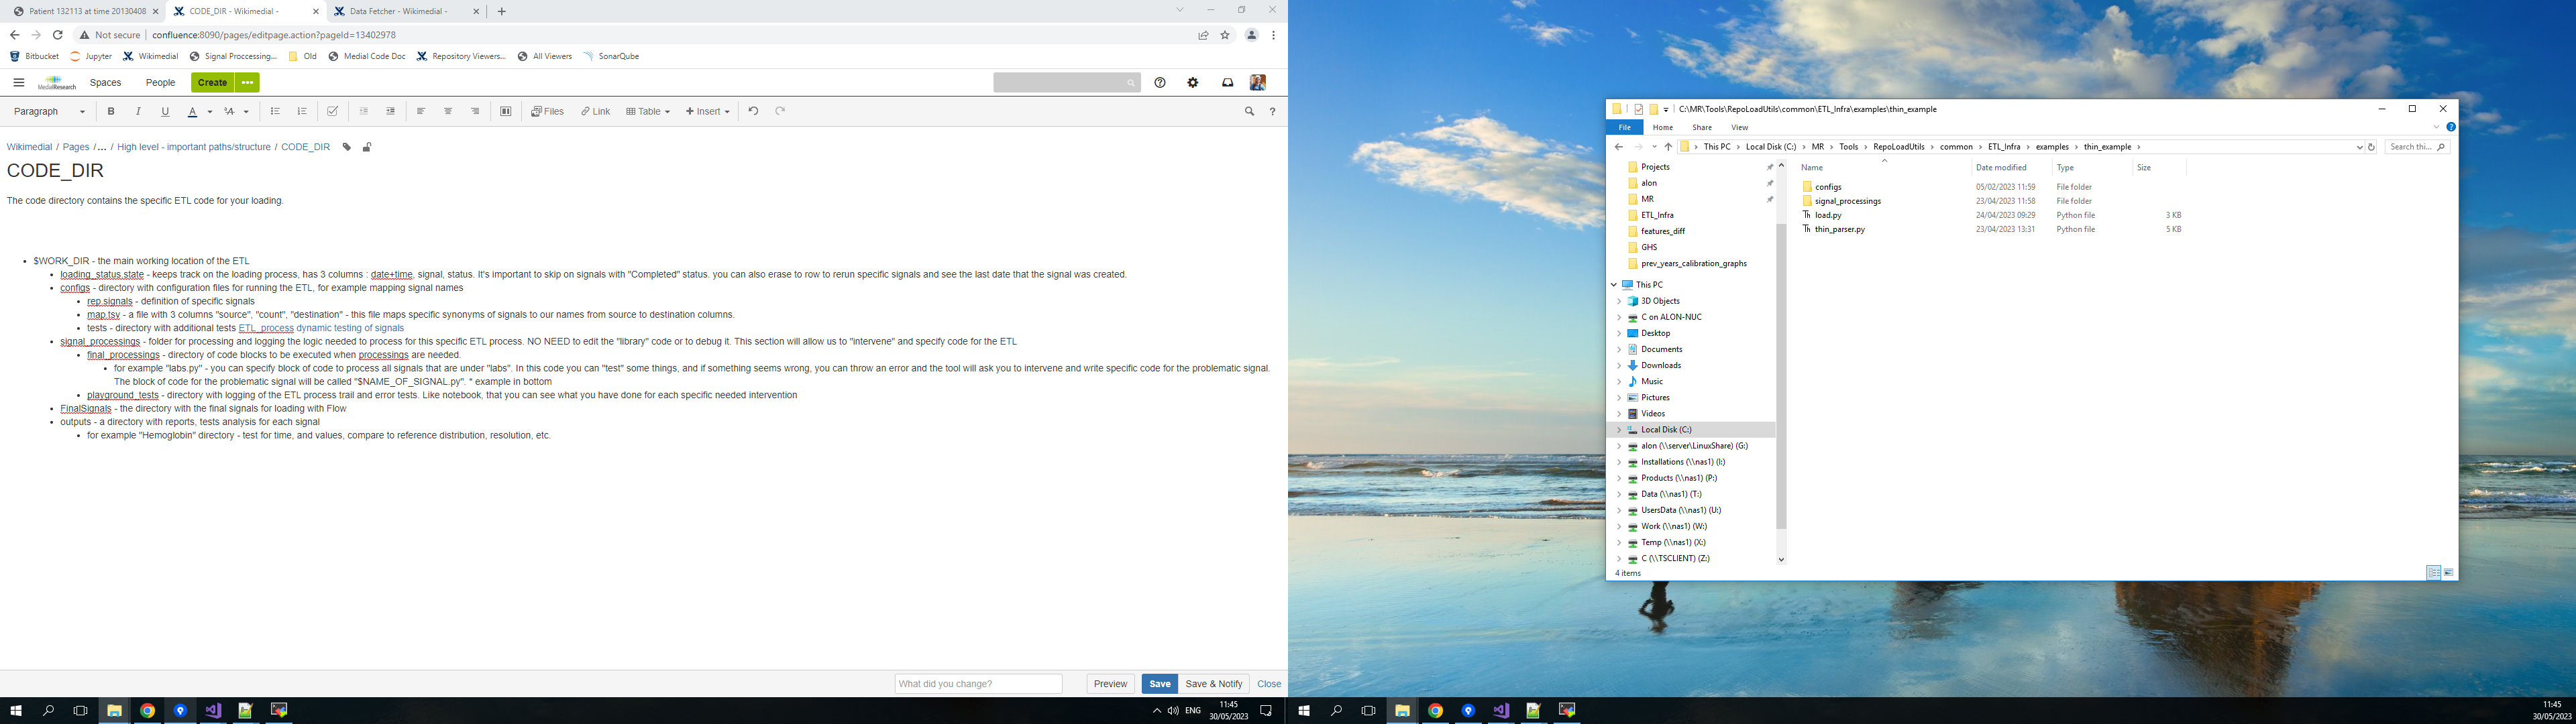 Patient 132113 at time 20130408
CODE_DIR - Wikimedial -
Data Fetcher - Wikimedial -
Not secure
confluence:8090/pages/editpage.action?pageId=13402978
Bitbucket
Jupyter
Wikimedial
Signal Proccessing...
Old
Medial Code Doc
Repository Viewers...
All Viewers
SonarQube
MedialResearch
Spaces
People
Create
Paragraph
B
I
U
A
Files
Link
Table
Insert
?
Wikimedial / Pages /... / High level - important paths/structure / CODE_DIR
CODE_DIR
The code directory contains the specific ETL code for your loading.
$WORK_DIR - the main working location of the ETL
loading_status.state - keeps track on the loading process, has 3 columns : date+time, signal, status. It's important to skip on signals with "Completed" status. you can also erase to row to rerun specific signals and see the last date that the signal was created.
configs - directory with configuration files for running the ETL, for example mapping signal names
rep.signals - definition of specific signals
map.tsv - a file with 3 columns "source", "count", "destination" - this file maps specific synonyms of signals to our names from source to destination columns.
tests - directory with additional tests ETL_process dynamic testing of signals
signal_processings - folder for processing and logging the logic needed to process for this specific ETL process. NO NEED to edit the "library" code or to debug it. This section will allow us to "intervene" and specify code for the ETL
final_processings - directory of code blocks to be executed when processings are needed.
for example "labs.py" - you can specify block of code to process all signals that are under "labs". In this code you can "test" some things, and if something seems wrong, you can throw an error and the tool will ask you to intervene and write specific code for the problematic signal.
The block of code for the problematic signal will be called "$NAME_OF_SIGNAL.py". * example in bottom
playground_tests - directory with logging of the ETL process trail and error tests. Like notebook, that you can see what you have done for each specific needed intervention
FinalSignals - the directory with the final signals for loading with Flow
outputs - a directory with reports, tests analysis for each signal
for example "Hemoglobin" directory - test for time, and values, compare to reference distribution, resolution, etc.
What did you change?
Preview
Save
Save & Notify
Close
ENG
11:45
30/05/2023
C:\MR\Tools\RepoLoadUtils\common\ETL_Infra\examples\thin_example
File
Home
Share
View
This PC > Local Disk (C:) > MR > Tools > RepoLoadUtils > common > ETL_Infra > examples > thin_example >
Search thi...
Projects
alon
MR
ETL_Infra
features_diff
GHS
prev_years_calibration_graphs
This PC
3D Objects
C on ALON-NUC
Desktop
Documents
Downloads
Music
Pictures
Videos
Local Disk (C:)
alon (\\server\LinuxShare) (G:)
Installations (\\nas1) (I:)
Products (\\nas1) (P:)
Data (\\nas1) (T:)
UsersData (\\nas1) (U:)
Work (\\nas1) (W:)
Temp (\\nas1) (X:)
C (\\TSCLIENT) (Z:)
Name Date modified Type Size
configs 05/02/2023 11:59 File folder
signal_processings 23/04/2023 11:58 File folder
load.py 24/04/2023 09:29 Python file 3 KB
thin_parser.py 23/04/2023 13:31 Python file 5 KB
4 items
11:45
30/05/2023